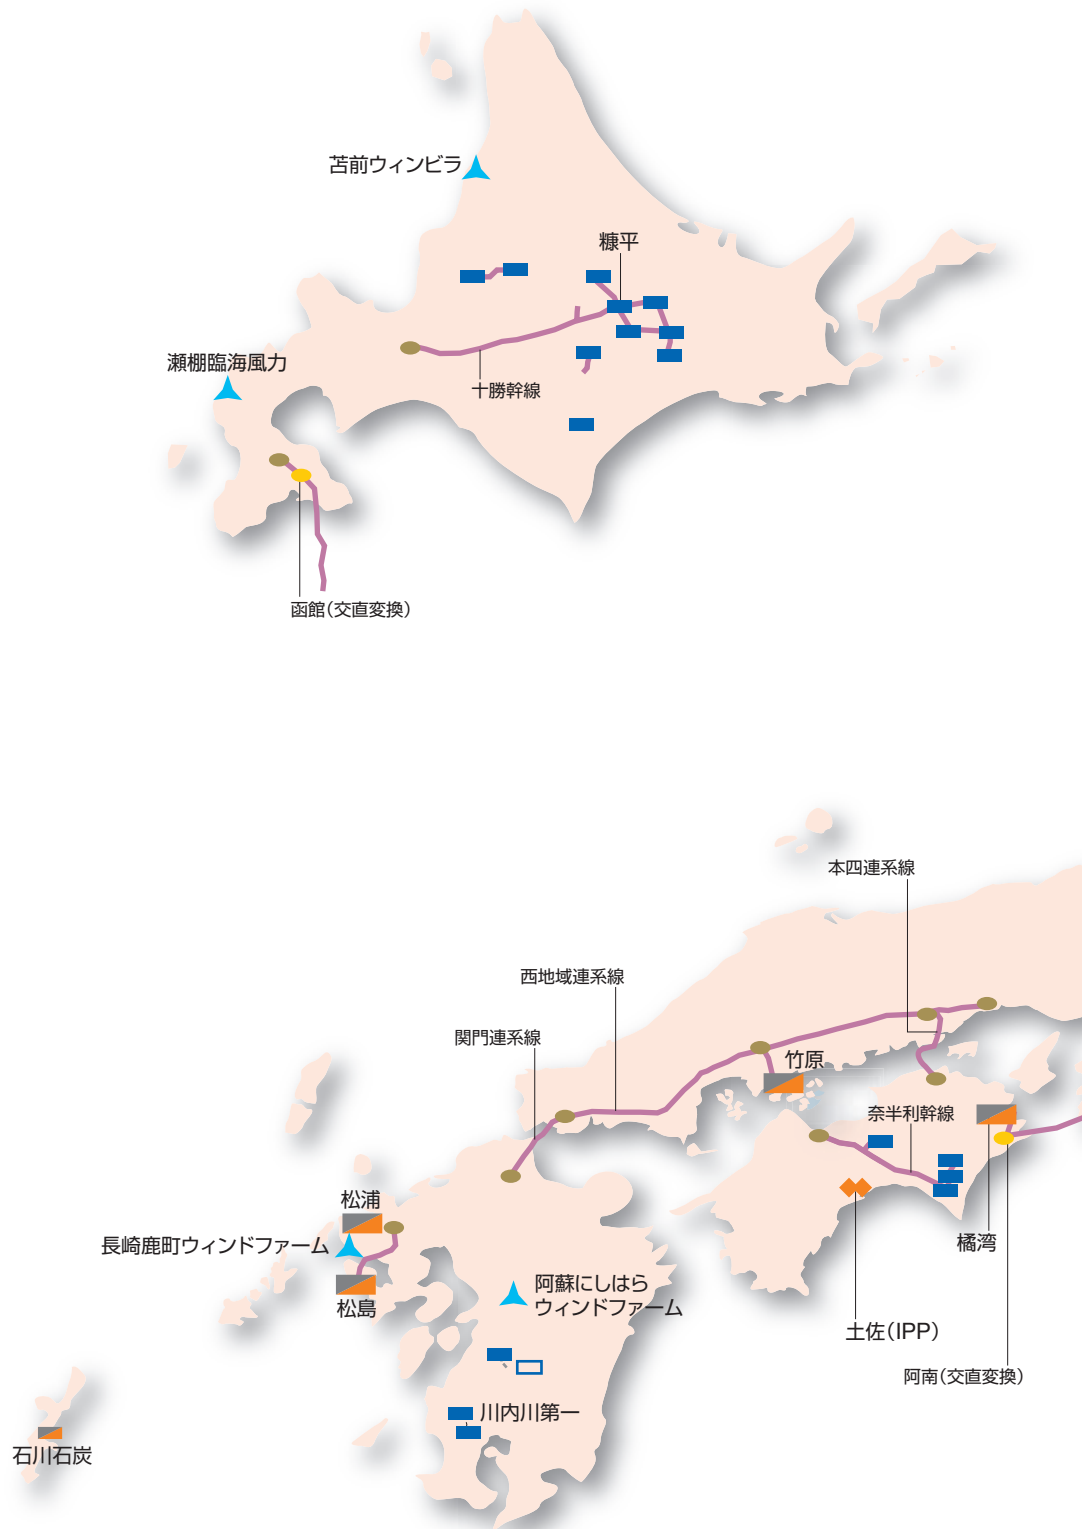 苫前ウィンビラ
糠平
瀬棚臨海風力
十勝幹線
函館(交直変換)
本四連系線
西地域連系線
関門連系線
竹原
奈半利幹線
松浦
長崎鹿町ウィンドファーム
橘湾
松島
阿蘇にしはら
ウィンドファーム
土佐(IPP)
阿南(交直変換)
川内川第一
石川石炭